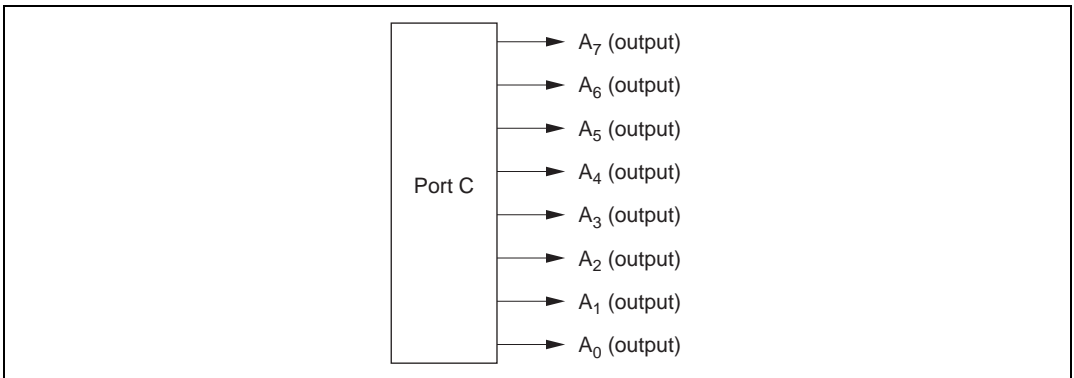 A7 (output)
A6 (output)
A5 (output)
A4 (output)
Port C
A3 (output)
A2 (output)
A1 (output)
A0 (output)